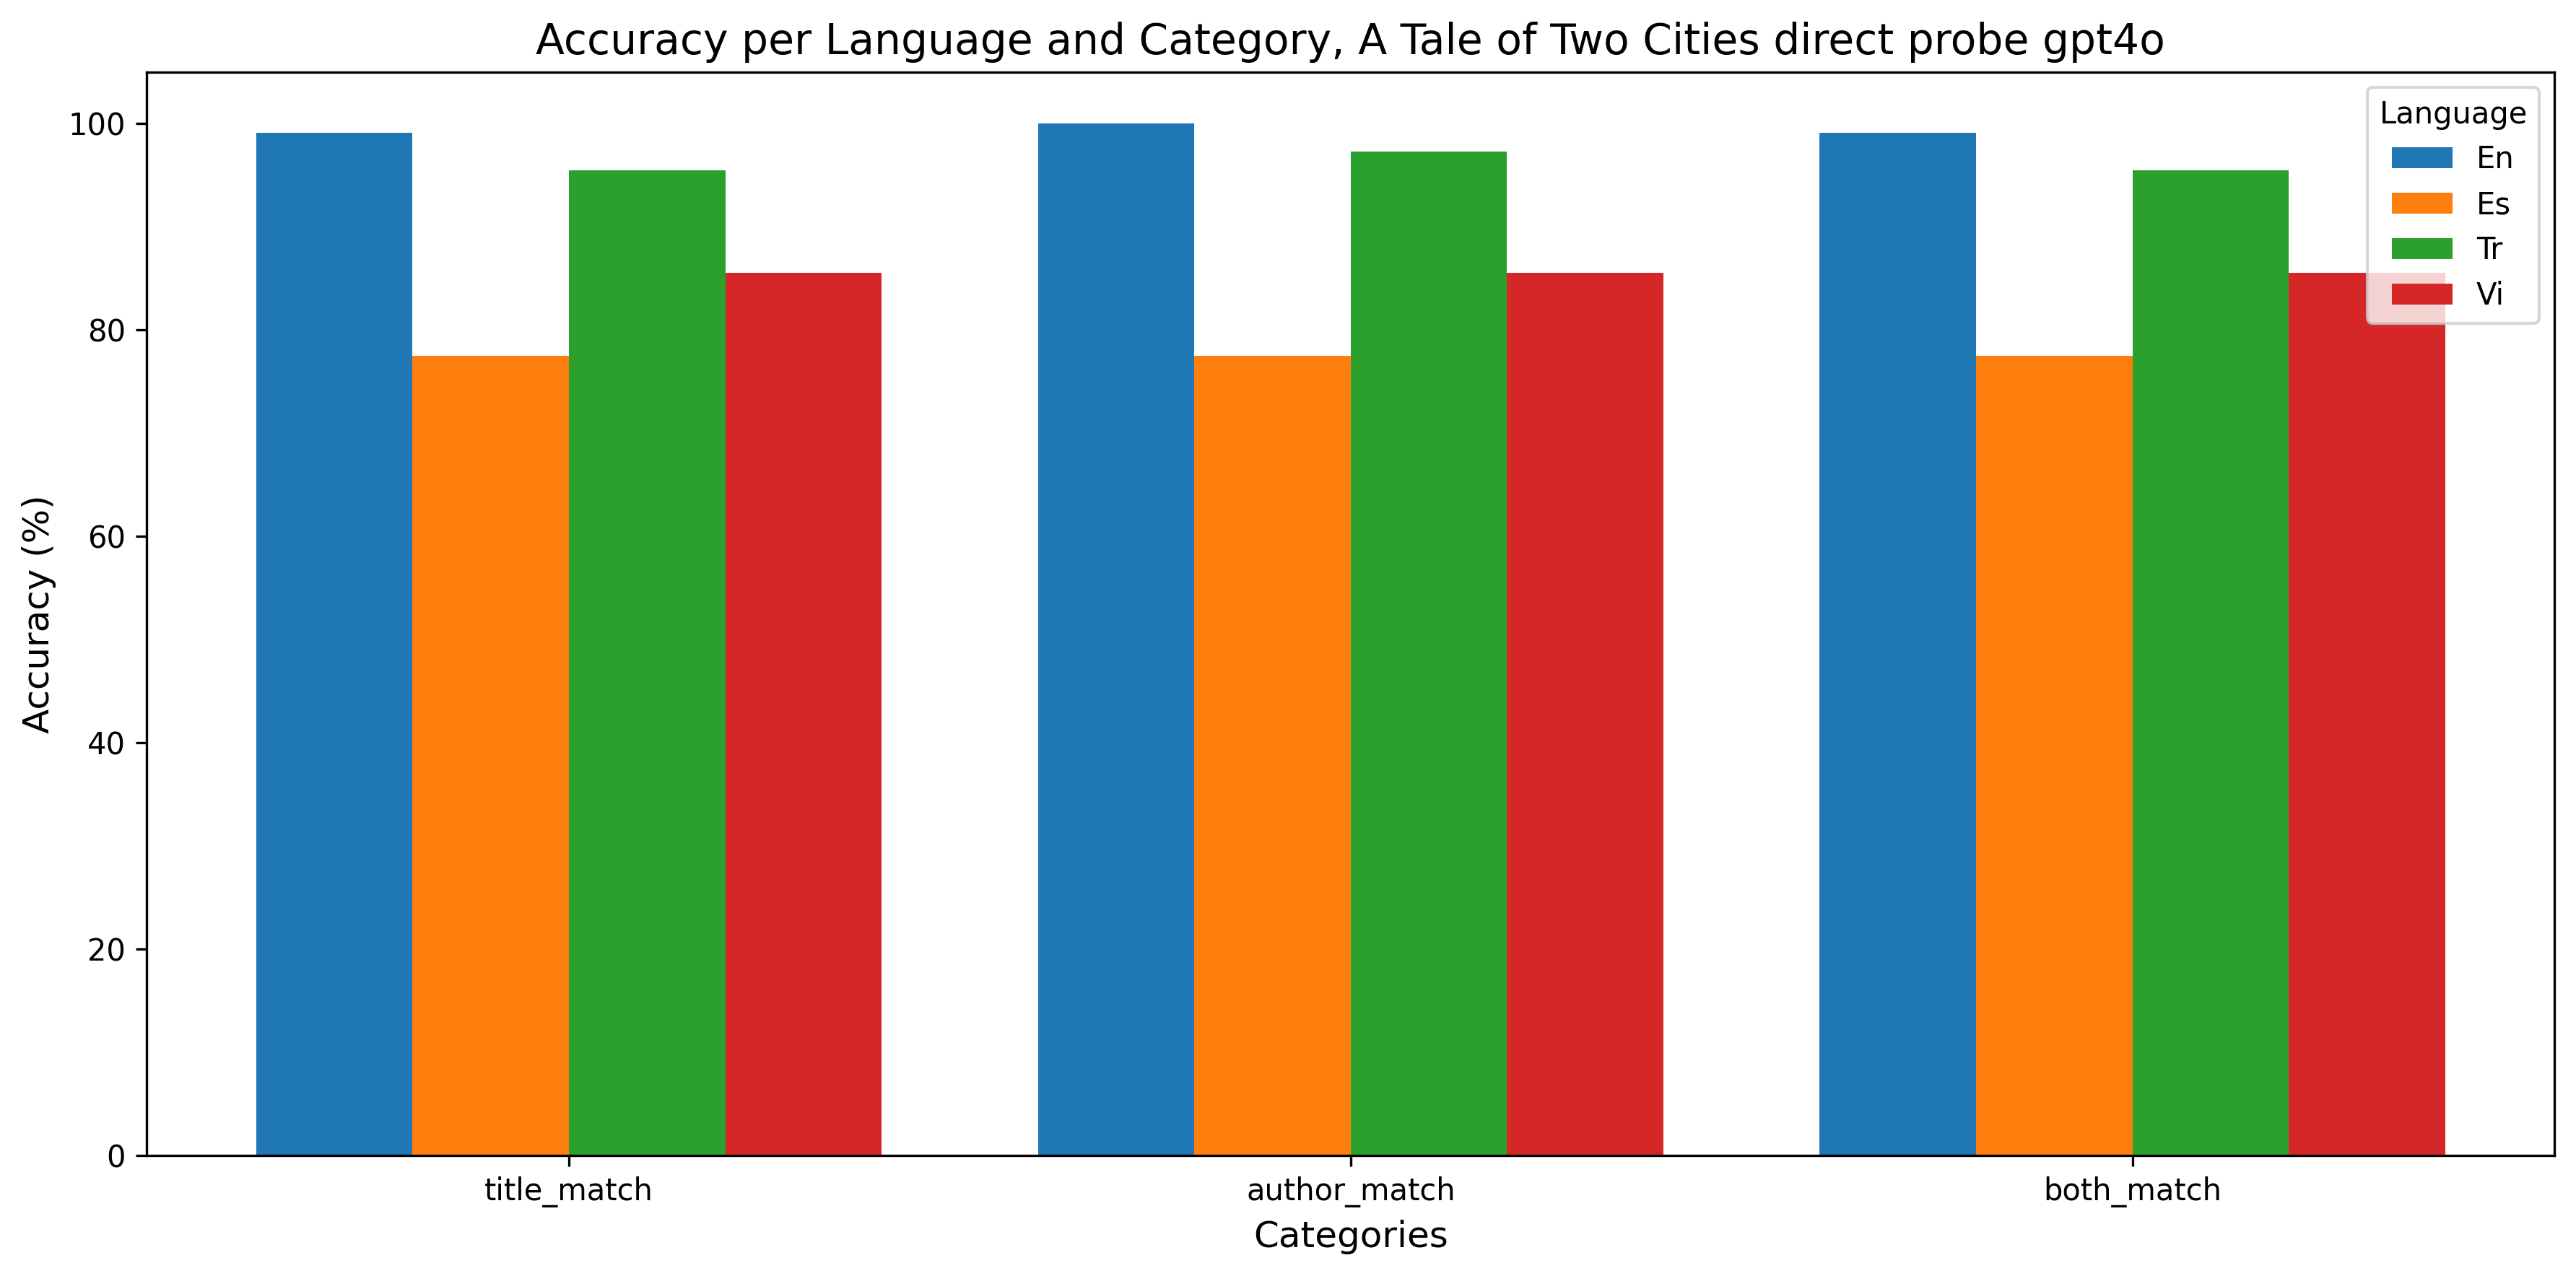 Accuracy per Language and Category, A Tale of Two Cities direct probe gpt4o
Language
En
Es
Tr
Vi
Accuracy (%)
100
80
60
40
20
0
title_match
author_match
both_match
Categories